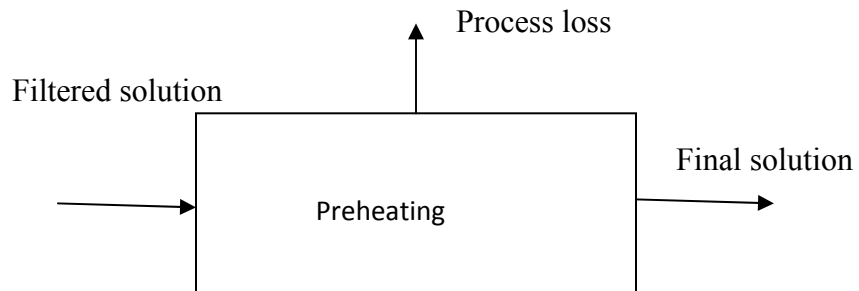 Process loss
Filtered solution
Final solution
Preheating